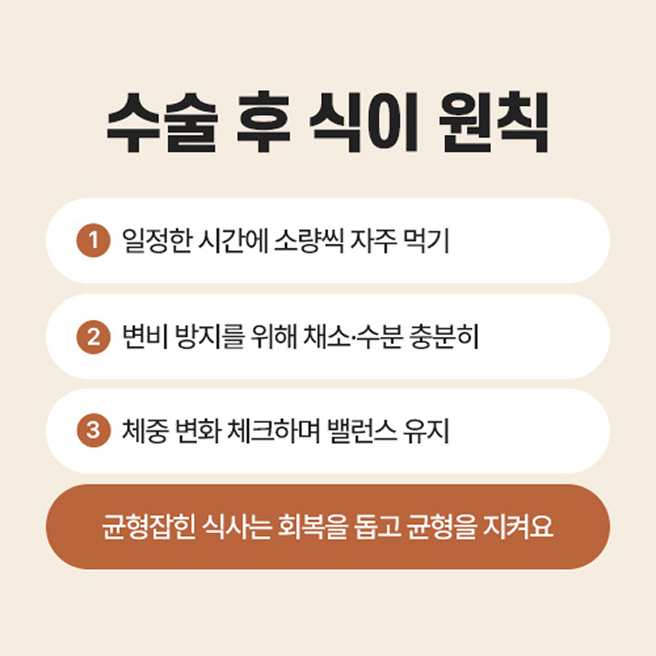 수술 후 식이 원칙
1 일정한 시간에 소량씩 자주 먹기
2 변비 방지를 위해 채소·수분 충분히
3 체중 변화 체크하며 밸런스 유지
균형잡힌 식사는 회복을 돕고 균형을 지켜요